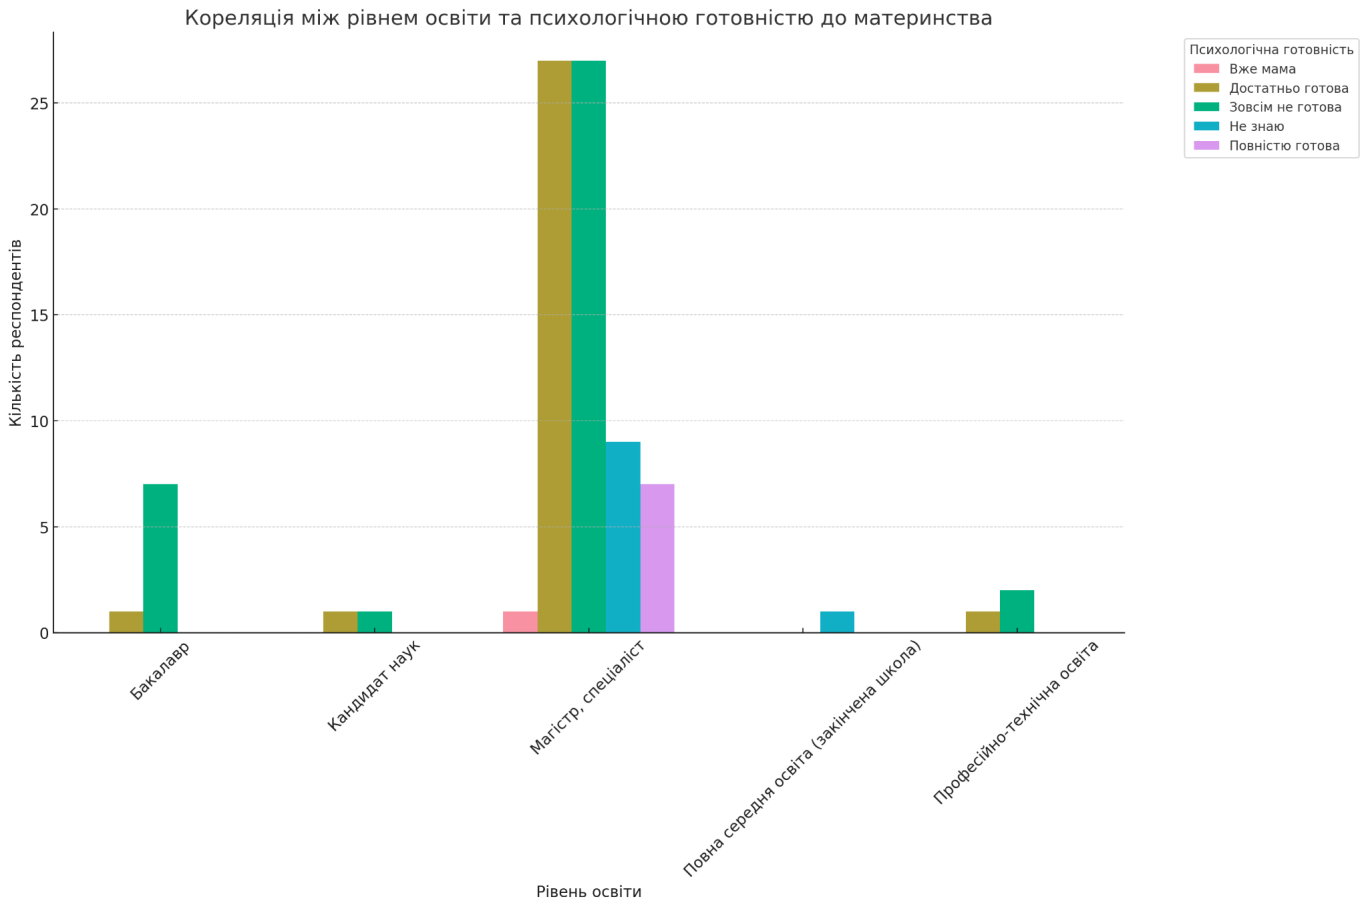 Кореляція між рівнем освіти та психологічною готовністю до материнства
Психологічна готовність
Вже мама
Достатньо готова
Зовсім не готова
Не знаю
Повністю готова
Кількість респондентів
25
20
15
10
5
0
Бакалавр
Кандидат наук
Магістр, спеціаліст
Повна середня освіта (закінчена школа)
Професійно-технічна освіта
Рівень освіти